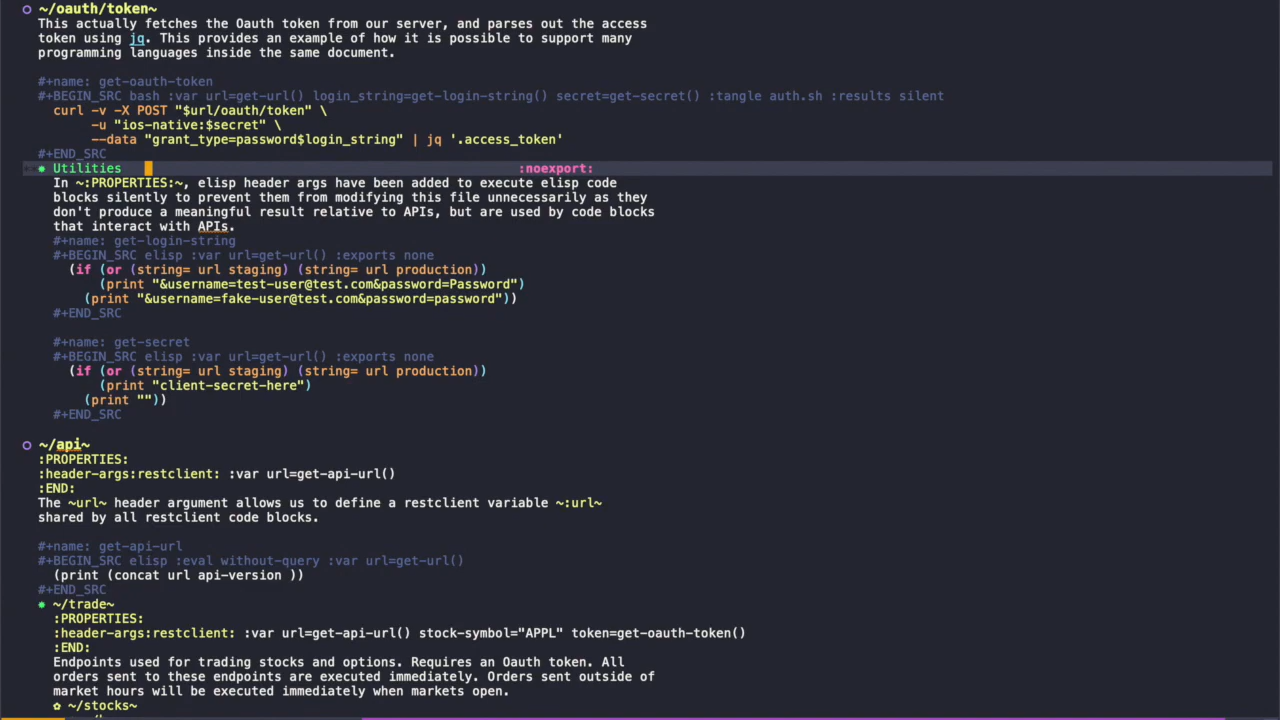 ~/oauth/token~
This actually fetches the Oauth token from our server, and parses out the access
token using jq. This provides an example of how it is possible to support many
programming languages inside the same document.
#+name: get-oauth-token
#+BEGIN_SRC bash :var url=get-url() login_string=get-login-string() secret=get-secret() :tangle auth.sh :results silent
curl -v -X POST "$url/oauth/token" \
-u "ios-native:$secret" \
--data "grant_type=password$login_string" | jq '.access_token'
#+END_SRC
Utilities :noexport:
In ~:PROPERTIES:~, elisp header args have been added to execute elisp code
blocks silently to prevent them from modifying this file unnecessarily as they
don't produce a meaningful result relative to APIs, but are used by code blocks
that interact with APIs.
#+name: get-login-string
#+BEGIN_SRC elisp :var url=get-url() :exports none
(if (or (string= url staging) (string= url production))
(print "&username=test-user@test.com&password=Password")
(print "&username=fake-user@test.com&password=password"))
#+END_SRC
#+name: get-secret
#+BEGIN_SRC elisp :var url=get-url() :exports none
(if (or (string= url staging) (string= url production))
(print "client-secret-here")
(print ""))
#+END_SRC
~/api~
:PROPERTIES:
:header-args:restclient: :var url=get-api-url()
:END:
The ~url~ header argument allows us to define a restclient variable ~:url~
shared by all restclient code blocks.
#+name: get-api-url
#+BEGIN_SRC elisp :eval without-query :var url=get-url()
(print (concat url api-version ))
#+END_SRC
~/trade~
:PROPERTIES:
:header-args:restclient: :var url=get-api-url() stock-symbol="APPL" token=get-oauth-token()
:END:
Endpoints used for trading stocks and options. Requires an Oauth token. All
orders sent to these endpoints are executed immediately. Orders sent outside of
market hours will be executed immediately when markets open.
~/stocks~